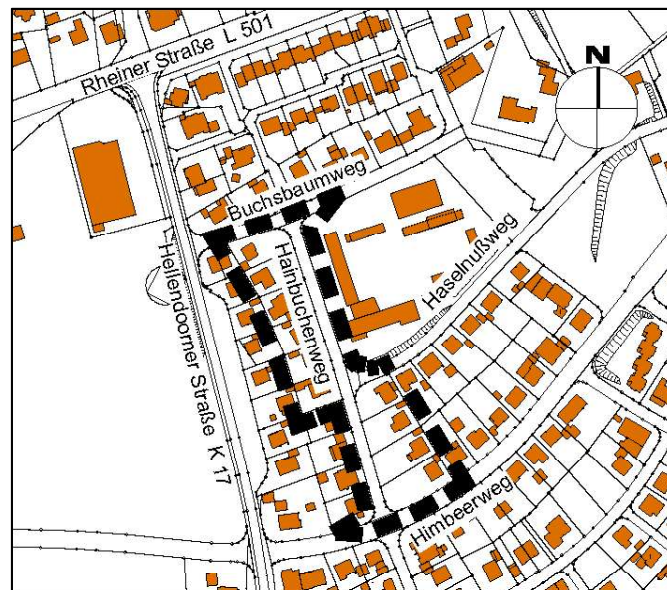 Rheiner Straße L 501
N
Buchsbaumweg
Haselnußweg
Hainbuchenweg
Hellendoorner Straße K 17
Himbeerweg